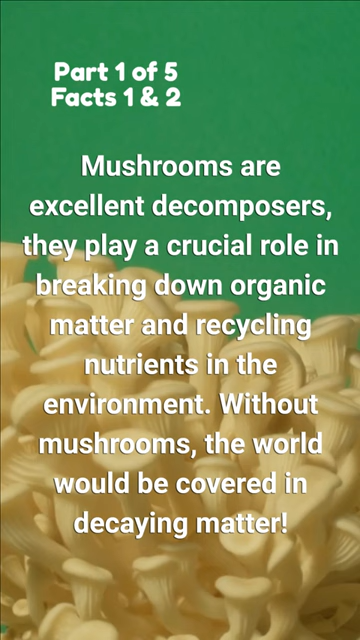 Part 1 of 5
Facts 1 & 2
Mushrooms are
excellent decomposers,
they play a crucial role in
breaking down organic
matter and recycling
nutrients in the
environment. Without
mushrooms, the world
would be covered in
decaying matter!